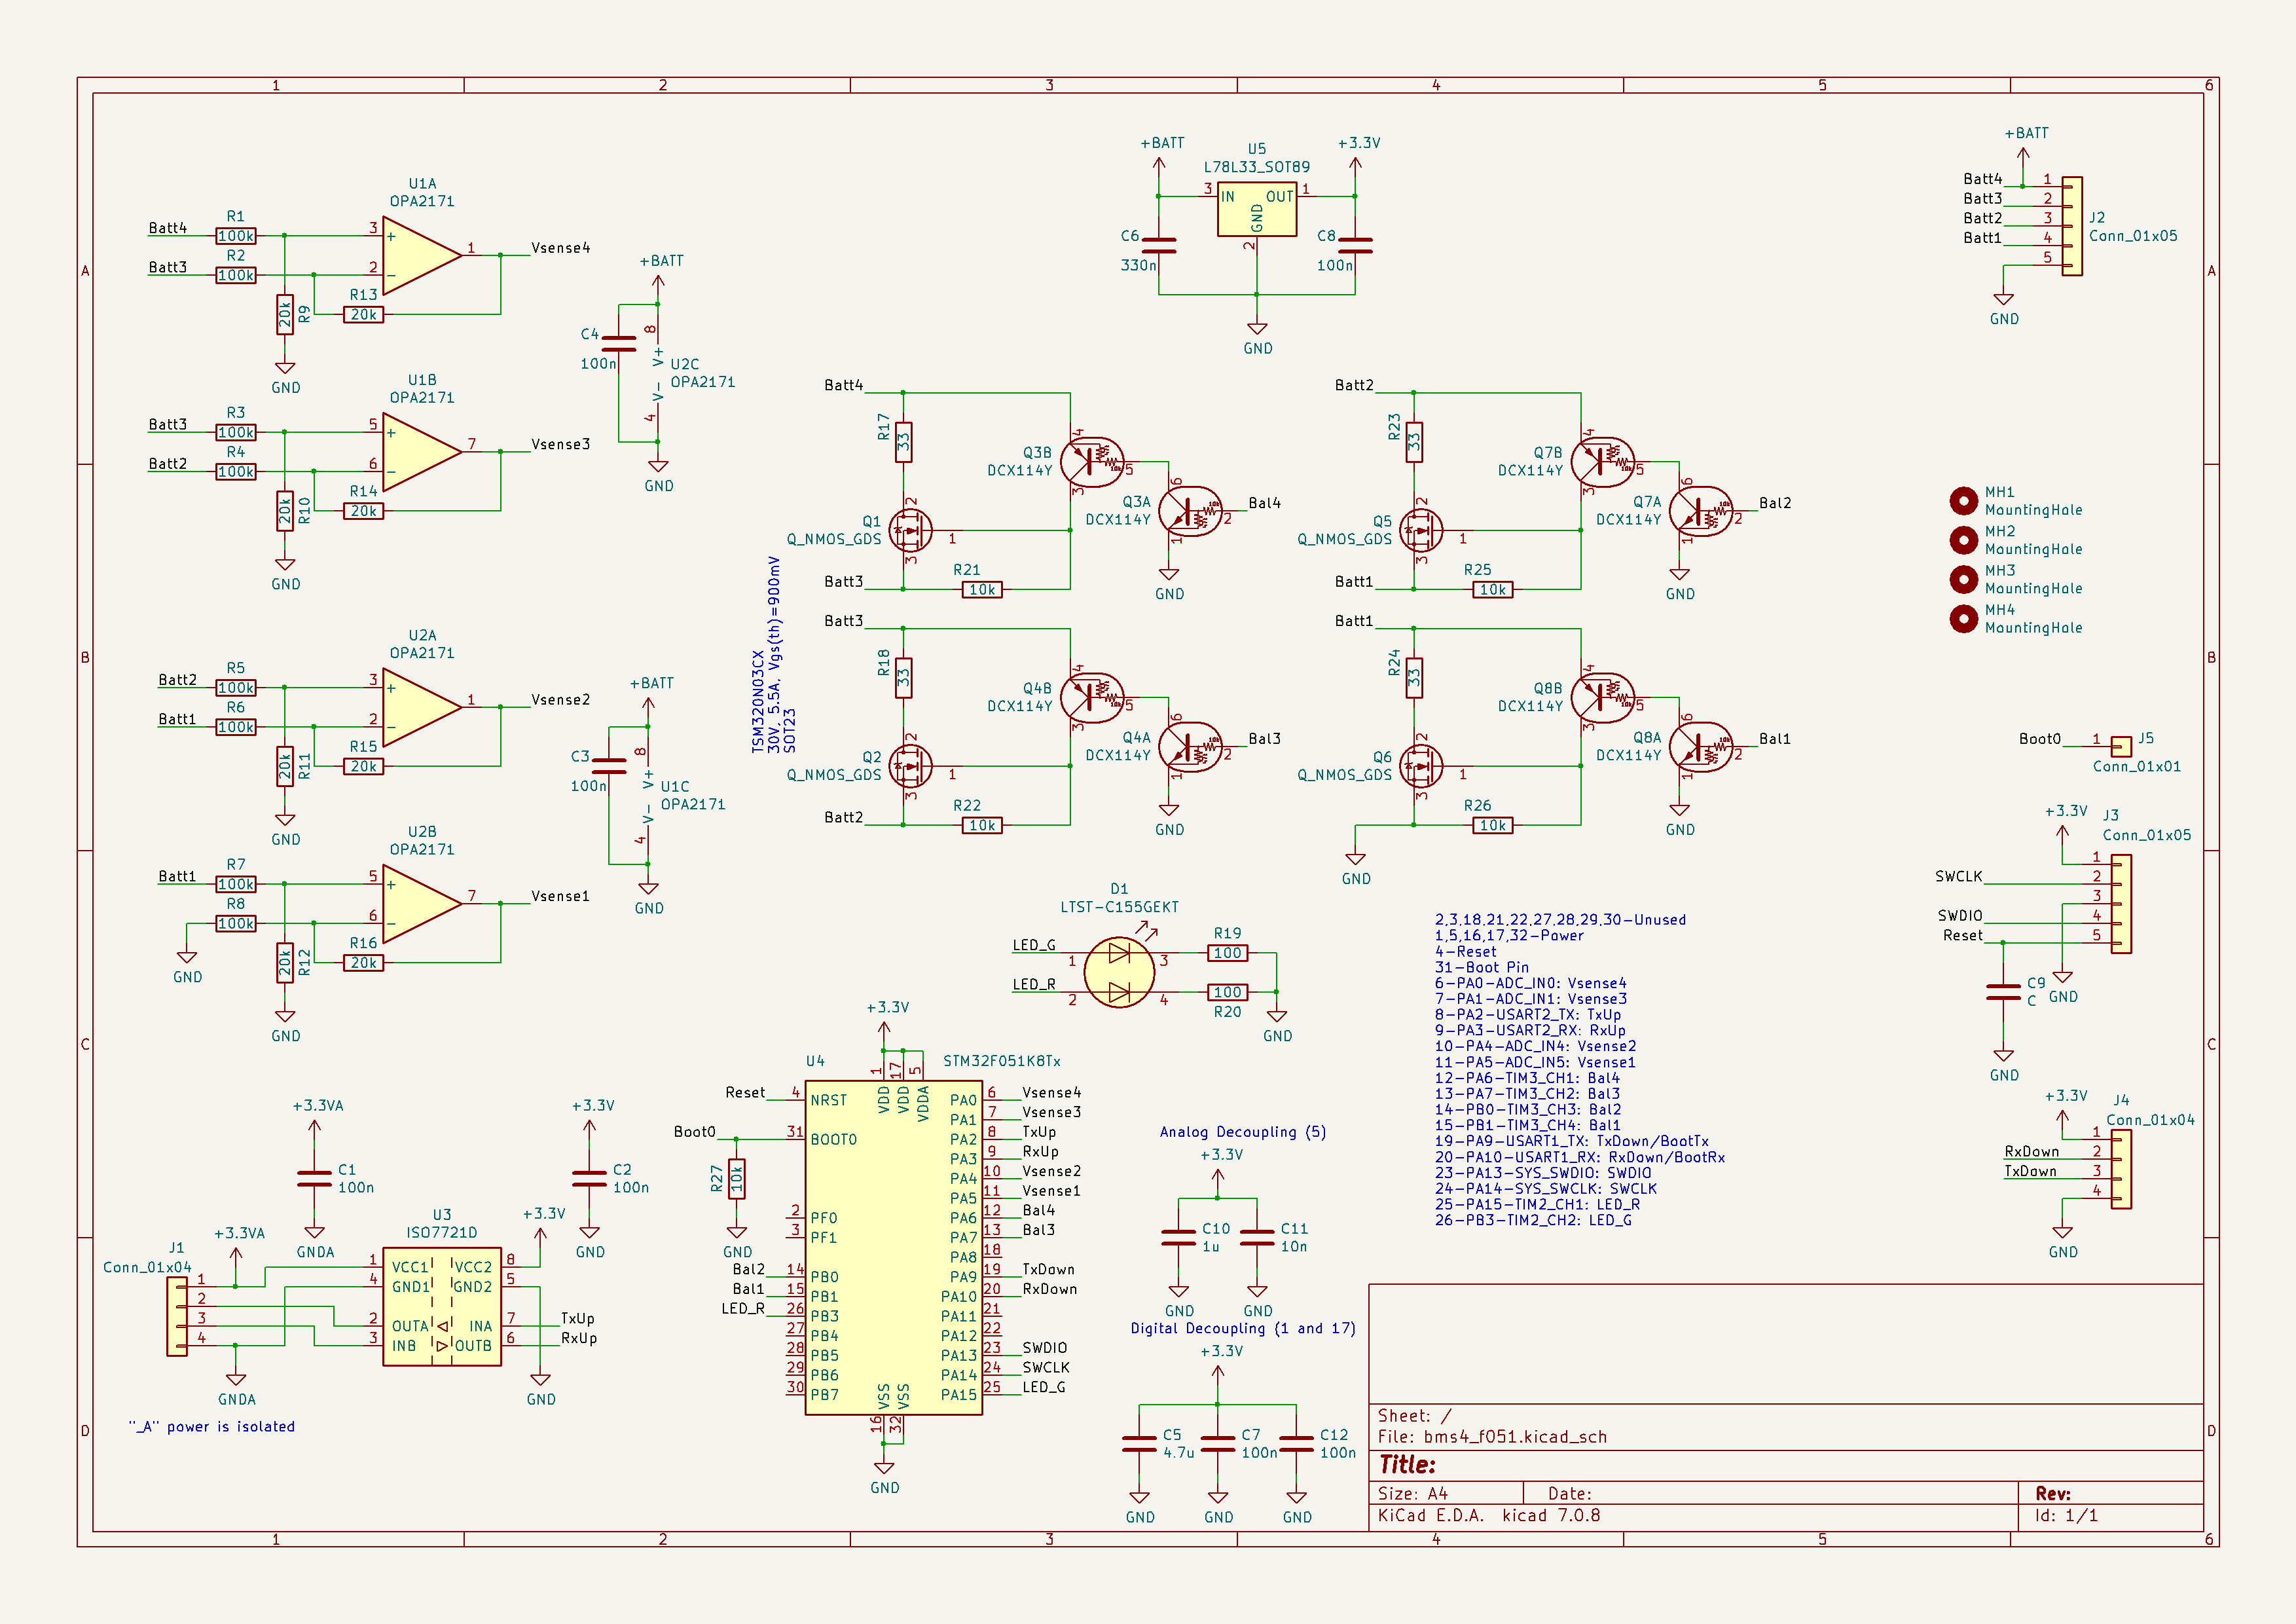 1 2 3 4 5 6
A
B
C
D
U1A
OPA2171
Batt4
R1
100k
3
+
Batt3
R2
100k
2
-
1
Vsense4
R13
20k
20k
R9
GND
U1B
OPA2171
Batt3
R3
100k
5
+
Batt2
R4
100k
6
-
7
Vsense3
R14
20k
20k
R10
GND
U2A
OPA2171
Batt2
R5
100k
3
+
Batt1
R6
100k
2
-
1
Vsense2
R15
20k
20k
R11
GND
U2B
OPA2171
Batt1
R7
100k
5
+
R8
100k
6
-
7
Vsense1
GND
R16
20k
20k
R12
GND
+BATT
C4
100n
8
V+
V-
4
U2C
OPA2171
GND
+BATT
C3
100n
8
V+
V-
4
U1C
OPA2171
GND
+BATT
U5
L78L33_SOT89
+3.3V
3
IN
OUT
1
GND
2
C6
330n
C8
100n
GND
Batt4
R17
33
4
Q3B
DCX114Y
10k
5
3
6
Q3A
DCX114Y
10k
2
Bal4
1
GND
2
Q1
Q_NMOS_GDS
1
3
Batt3
R21
10k
Batt2
R23
33
4
Q7B
DCX114Y
10k
5
3
6
Q7A
DCX114Y
10k
2
Bal2
1
GND
2
Q5
Q_NMOS_GDS
1
3
Batt1
R25
10k
TSM320N03CX
30V, 5.5A, Vgs(th)=900mV
SOT23
Batt3
R18
33
4
Q4B
DCX114Y
10k
5
3
6
Q4A
DCX114Y
10k
2
Bal3
1
GND
2
Q2
Q_NMOS_GDS
1
3
Batt2
R22
10k
Batt1
R24
33
4
Q8B
DCX114Y
10k
5
3
6
Q8A
DCX114Y
10k
2
Bal1
1
GND
2
Q6
Q_NMOS_GDS
1
3
R26
10k
GND
+BATT
Batt4 1
Batt3 2
Batt2 3
Batt1 4
5
J2
Conn_01x05
GND
MH1
MountingHole
MH2
MountingHole
MH3
MountingHole
MH4
MountingHole
Boot0 1
J5
Conn_01x01
+3.3V
J3
Conn_01x05
1
SWCLK 2
3
SWDIO 4
Reset 5
C9
C
GND
GND
+3.3V
J4
Conn_01x04
1
RxDown 2
TxDown 3
4
GND
D1
LTST-C155GEKT
LED_G
1
3
R19
100
LED_R
2
4
100
R20
GND
2,3,18,21,22,27,28,29,30-Unused
1,5,16,17,32-Power
4-Reset
31-Boot Pin
6-PA0-ADC_IN0: Vsense4
7-PA1-ADC_IN1: Vsense3
8-PA2-USART2_TX: TxUp
9-PA3-USART2_RX: RxUp
10-PA4-ADC_IN4: Vsense2
11-PA5-ADC_IN5: Vsense1
12-PA6-TIM3_CH1: Bal4
13-PA7-TIM3_CH2: Bal3
14-PB0-TIM3_CH3: Bal2
15-PB1-TIM3_CH4: Bal1
19-PA9-USART1_TX: TxDown/BootTx
20-PA10-USART1_RX: RxDown/BootRx
23-PA13-SYS_SWDIO: SWDIO
24-PA14-SYS_SWCLK: SWCLK
25-PA15-TIM2_CH1: LED_R
26-PB3-TIM2_CH2: LED_G
+3.3VA
C1
100n
GNDA
+3.3V
C2
100n
GND
J1
Conn_01x04
+3.3VA
1
2
3
4
GNDA
"_A" power is isolated
U3
ISO7721D
1 VCC1
4 GND1
2 OUTA
3 INB
VCC2 8
GND2 5
INA 7 TxUp
OUTB 6 RxUp
+3.3V
GND
+3.3V
U4
STM32F051K8Tx
1 17 5
VDD VDD VDDA
Reset 4 NRST
Boot0 31 BOOT0
R27
10k
GND
2 PF0
3 PF1
Bal2 14 PB0
Bal1 15 PB1
LED_R 26 PB3
27 PB4
28 PB5
29 PB6
30 PB7
PA0 6 Vsense4
PA1 7 Vsense3
PA2 8 TxUp
PA3 9 RxUp
PA4 10 Vsense2
PA5 11 Vsense1
PA6 12 Bal4
PA7 13 Bal3
PA8 18
PA9 19 TxDown
PA10 20 RxDown
PA11 21
PA12 22
PA13 23 SWDIO
PA14 24 SWCLK
PA15 25 LED_G
VSS VSS
16 32
GND
Analog Decoupling (5)
+3.3V
C10
1u
C11
10n
GND GND
Digital Decoupling (1 and 17)
+3.3V
C5
4.7u
C7
100n
C12
100n
GND GND GND
Sheet: /
File: bms4_f051.kicad_sch
Title:
Size: A4 Date: Rev:
KiCad E.D.A. kicad 7.0.8 Id: 1/1
1 2 3 4 5 6
A
B
C
D